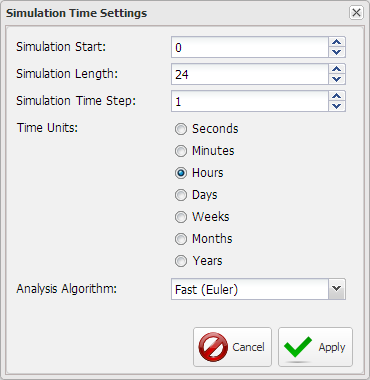 Simulation Time Settings
Simulation Start: 0
Simulation Length: 24
Simulation Time Step: 1
Time Units: Seconds
Minutes
Hours
Days
Weeks
Months
Years
Analysis Algorithm: Fast (Euler)
Cancel Apply